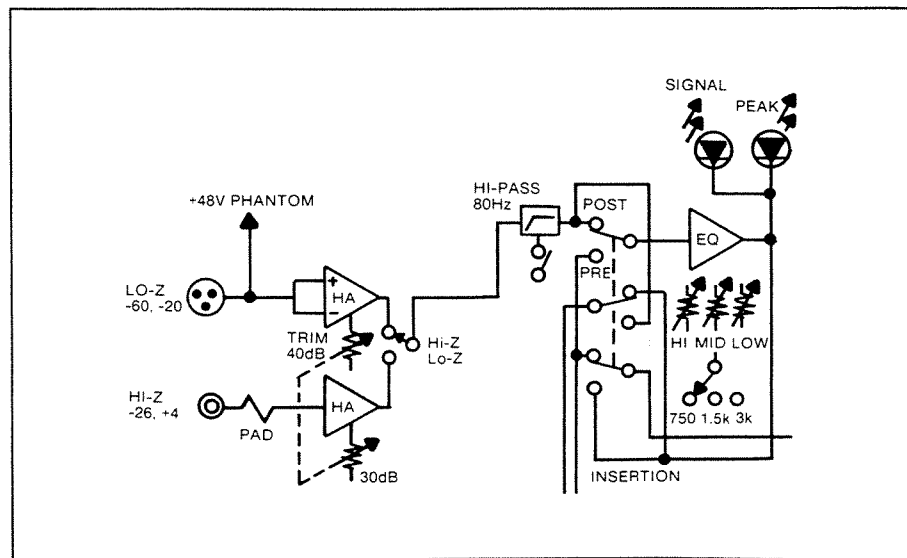 SIGNAL
PEAK
+48V PHANTOM
HI-PASS
80Hz
POST
LO-Z
-60, -20
+
-
HA
EQ
PRE
TRIM
40dB
Hi-Z
Lo-Z
HI MID LOW
HI-Z
-26, +4
HA
PAD
750 1.5k 3k
30dB
INSERTION